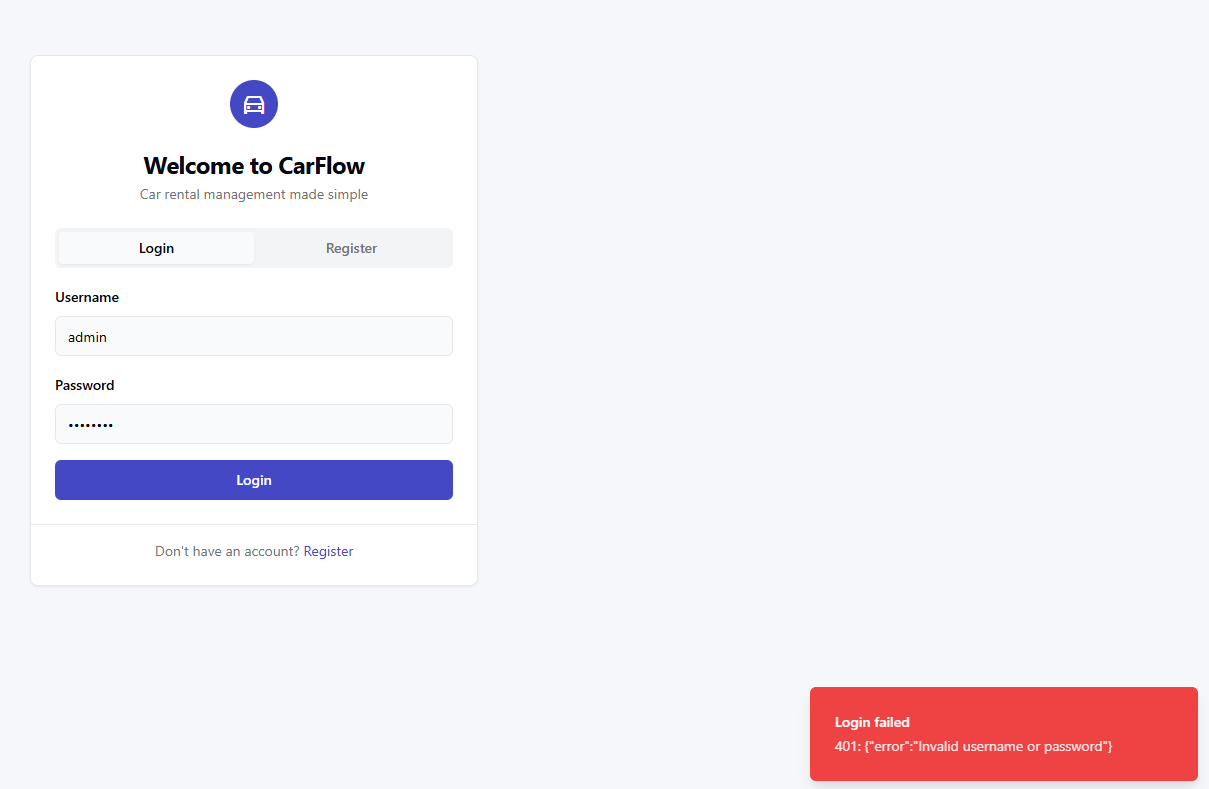 Welcome to CarFlow
Car rental management made simple
Login
Register
Username
admin
Password
••••••••
Login
Don't have an account? Register
Login failed
401: {"error":"Invalid username or password"}